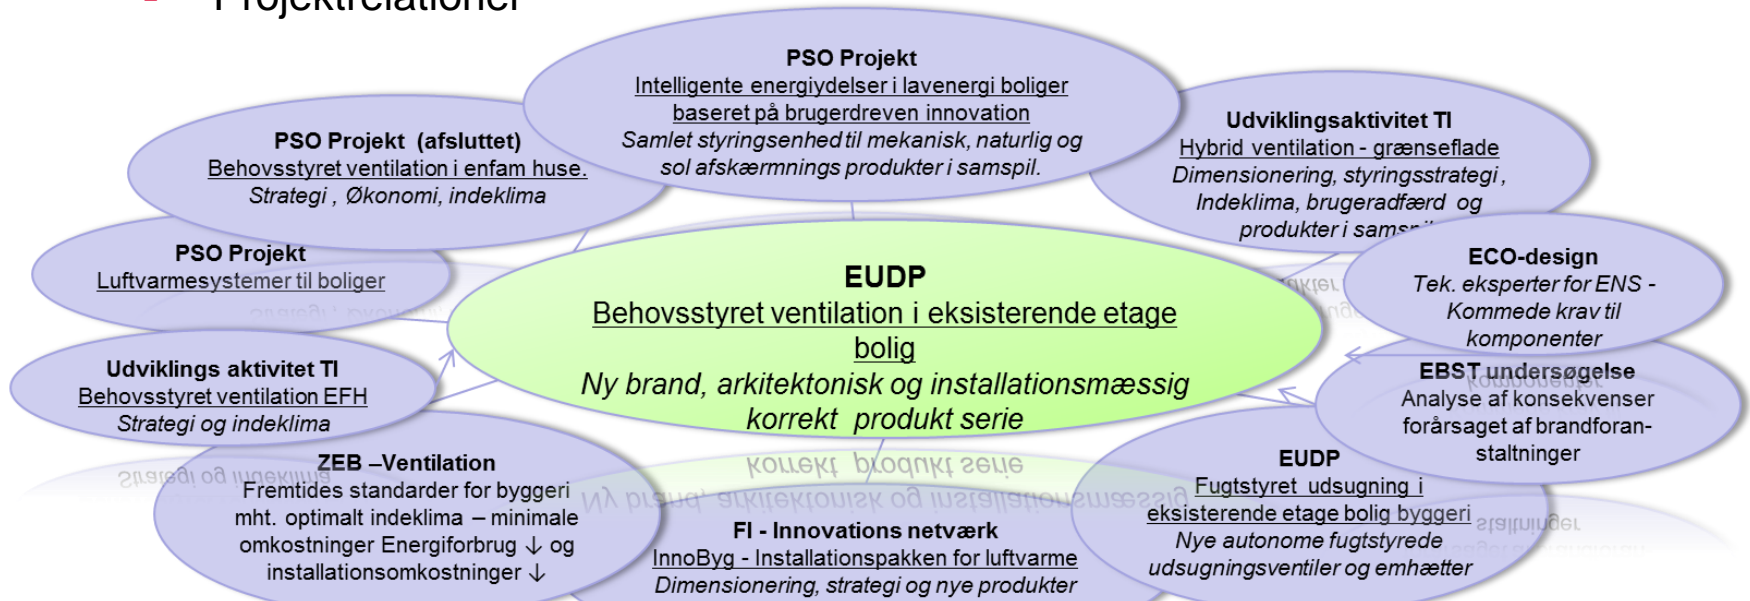 Projektrelationer
PSO Projekt
Intelligente energiydelser i lavenergi boliger
baseret på brugerdreven innovation
Samlet styringsenhed til mekanisk, naturlig og
sol afskærmnings produkter i samspil.
PSO Projekt (afsluttet)
Behovsstyret ventilation i enfam huse.
Strategi , Økonomi, indeklima
Udviklingsaktivitet TI
Hybrid ventilation - grænseflade
Dimensionering, styringsstrategi ,
Indeklima, brugeradfærd og
produkter i
PSO Projekt
Luftvarmesystemer til boliger
EUDP
Behovsstyret ventilation i eksisterende etage
bolig
Ny brand, arkitektonisk og installationsmæssig
korrekt produkt serie
ECO-design
Tek. eksperter for ENS -
Kommede krav til
komponenter
Udviklings aktivitet TI
Behovsstyret ventilation EFH
Strategi og indeklima
EBST undersøgelse
Analyse af konsekvenser
forårsaget af brandforan-
staltninger
ZEB –Ventilation
Fremtides standarder for byggeri
mht. optimalt indeklima – minimale
omkostninger Energiforbrug ↓ og
installationsomkostninger ↓
FI - Innovations netværk
InnoByg - Installationspakken for luftvarme
Dimensionering, strategi og nye produkter
EUDP
Fugtstyret udsugning i
eksisterende etage bolig byggeri
Nye autonome fugtstyrede
udsugningsventiler og emhætter